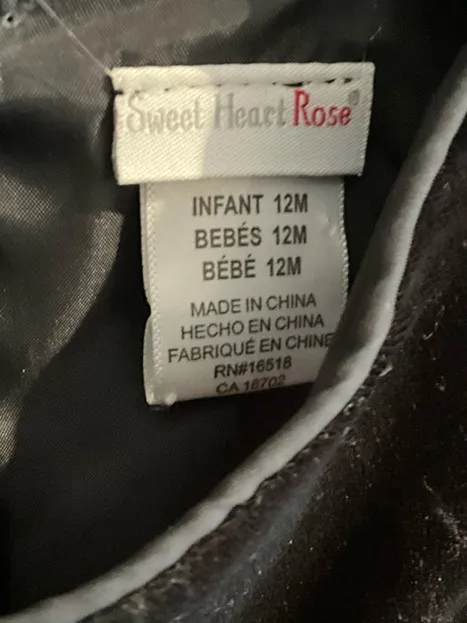 Sweet Heart Rose®
INFANT 12M
BEBÉS 12M
BÉBÉ 12M
MADE IN CHINA
HECHO EN CHINA
FABRIQUÉ EN CHINE
RN#16518
CA 18702